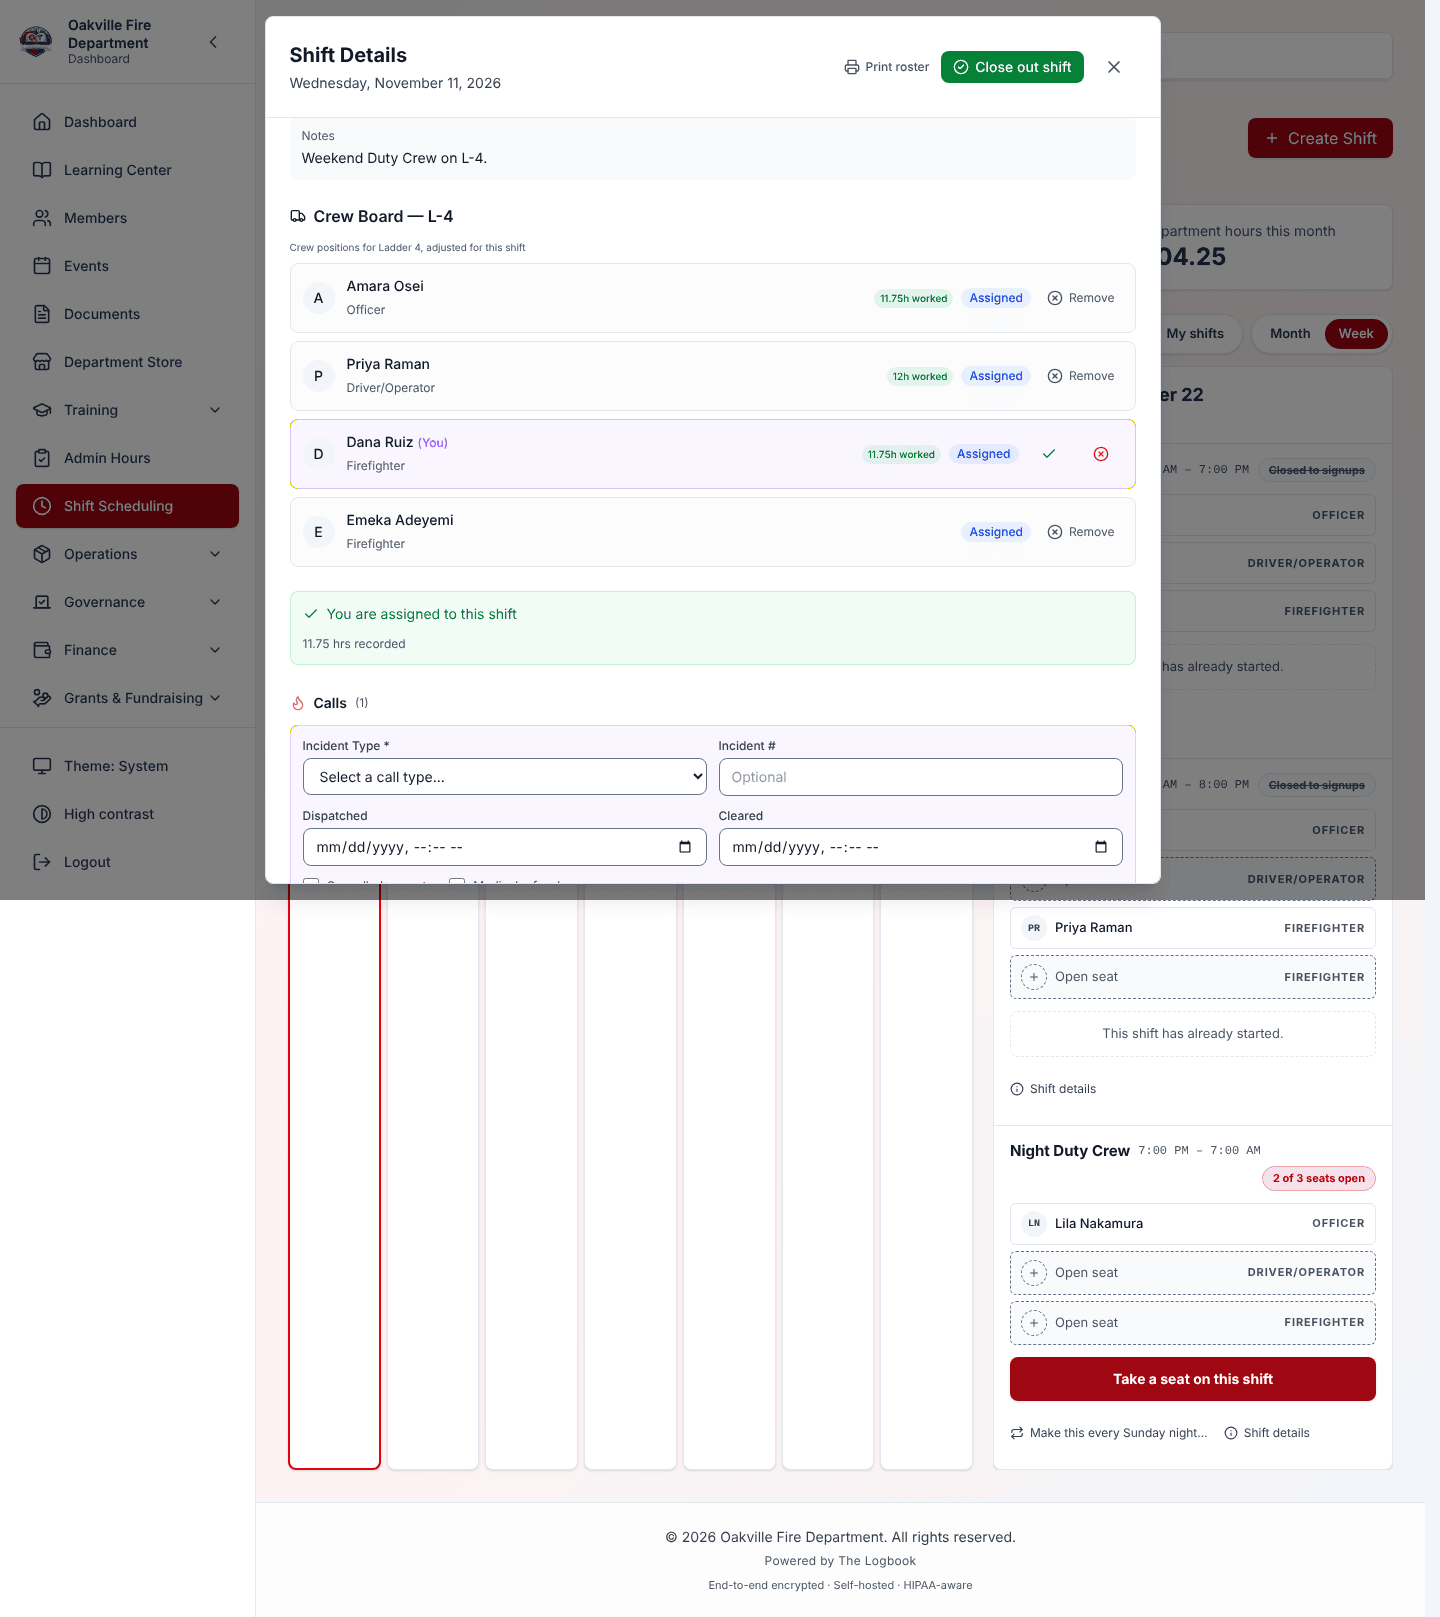 Oakville Fire
Department
Dashboard
Dashboard
Learning Center
Members
Events
Documents
Department Store
Training
Admin Hours
Shift Scheduling
Operations
Governance
Finance
Grants & Fundraising
Theme: System
High contrast
Logout
Shift Details
Wednesday, November 11, 2026
Print roster
Close out shift
Notes
Weekend Duty Crew on L-4.
Crew Board — L-4
Crew positions for Ladder 4, adjusted for this shift
A
Amara Osei
Officer
11.75h worked
Assigned
Remove
P
Priya Raman
Driver/Operator
12h worked
Assigned
Remove
D
Dana Ruiz (You)
Firefighter
11.75h worked
Assigned
E
Emeka Adeyemi
Firefighter
Assigned
Remove
You are assigned to this shift
11.75 hrs recorded
Calls (1)
Incident Type *
Incident #
Select a call type...
Optional
Dispatched
Cleared
mm/dd/yyyy, --:-- --
mm/dd/yyyy, --:-- --
Create Shift
hours this month
04.25
My shifts
Month
Week
22
AM – 7:00 PM
Closed to signups
OFFICER
DRIVER/OPERATOR
FIREFIGHTER
has already started.
AM – 8:00 PM
Closed to signups
OFFICER
DRIVER/OPERATOR
PR
Priya Raman
FIREFIGHTER
Open seat
FIREFIGHTER
This shift has already started.
Shift details
Night Duty Crew 7:00 PM – 7:00 AM
2 of 3 seats open
LN
Lila Nakamura
OFFICER
Open seat
DRIVER/OPERATOR
Open seat
FIREFIGHTER
Take a seat on this shift
Make this every Sunday night...
Shift details
© 2026 Oakville Fire Department. All rights reserved.
Powered by The Logbook
End-to-end encrypted · Self-hosted · HIPAA-aware